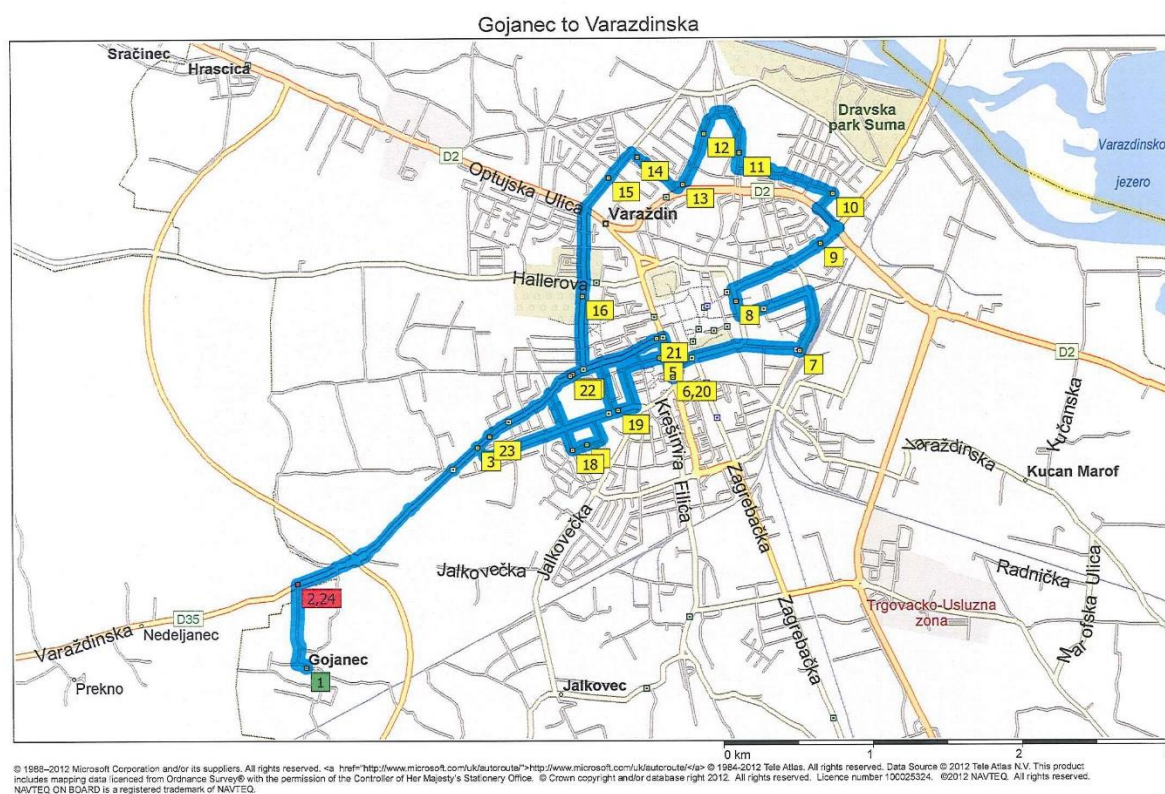 Gojanec to Varazdinska
Sračinec
Hrascica
D2
Optujska Ulica
Dravska
park Suma
Varazdinsko
jezero
12
11
14
15
13
D2
10
Varaždin
9
Hallerova
16
8
D2
21
5
7
22
6,20
19
3
23
18
Krešimira Filića
Zagrebačka
Varaždinska
Kučanska
Kucan Marof
Jalkovečka
Jalkovečka
Radnička
Marofska Ulica
2,24
D35
Varaždinska
Nedeljanec
Gojanec
1
Prekno
Zagrebačka
Trgovacko-Usluzna
zona
Jalkovec
0 km
1
2
© 1988–2012 Microsoft Corporation and/or its suppliers. All rights reserved. <a href="http://www.microsoft.com/uk/autoroute/">http://www.microsoft.com/uk/autoroute/</a> © 1984-2012 Tele Atlas. All rights reserved. Data Source © 2012 Tele Atlas N.V. This product
includes mapping data licenced from Ordnance Survey® with the permission of the Controller of Her Majesty's Stationery Office. © Crown copyright and/or database right 2012. All rights reserved. Licence number 100025324. ©2012 NAVTEQ. All rights reserved.
NAVTEQ ON BOARD is a registered trademark of NAVTEQ.